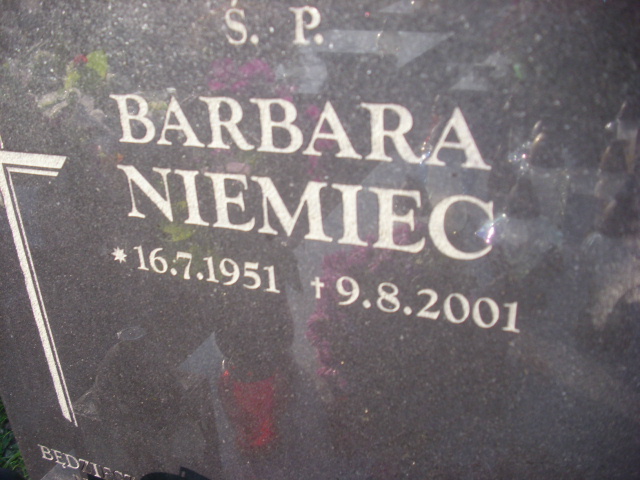 Ś. P.
BARBARA
NIEMIEC
* 16.7.1951 † 9.8.2001